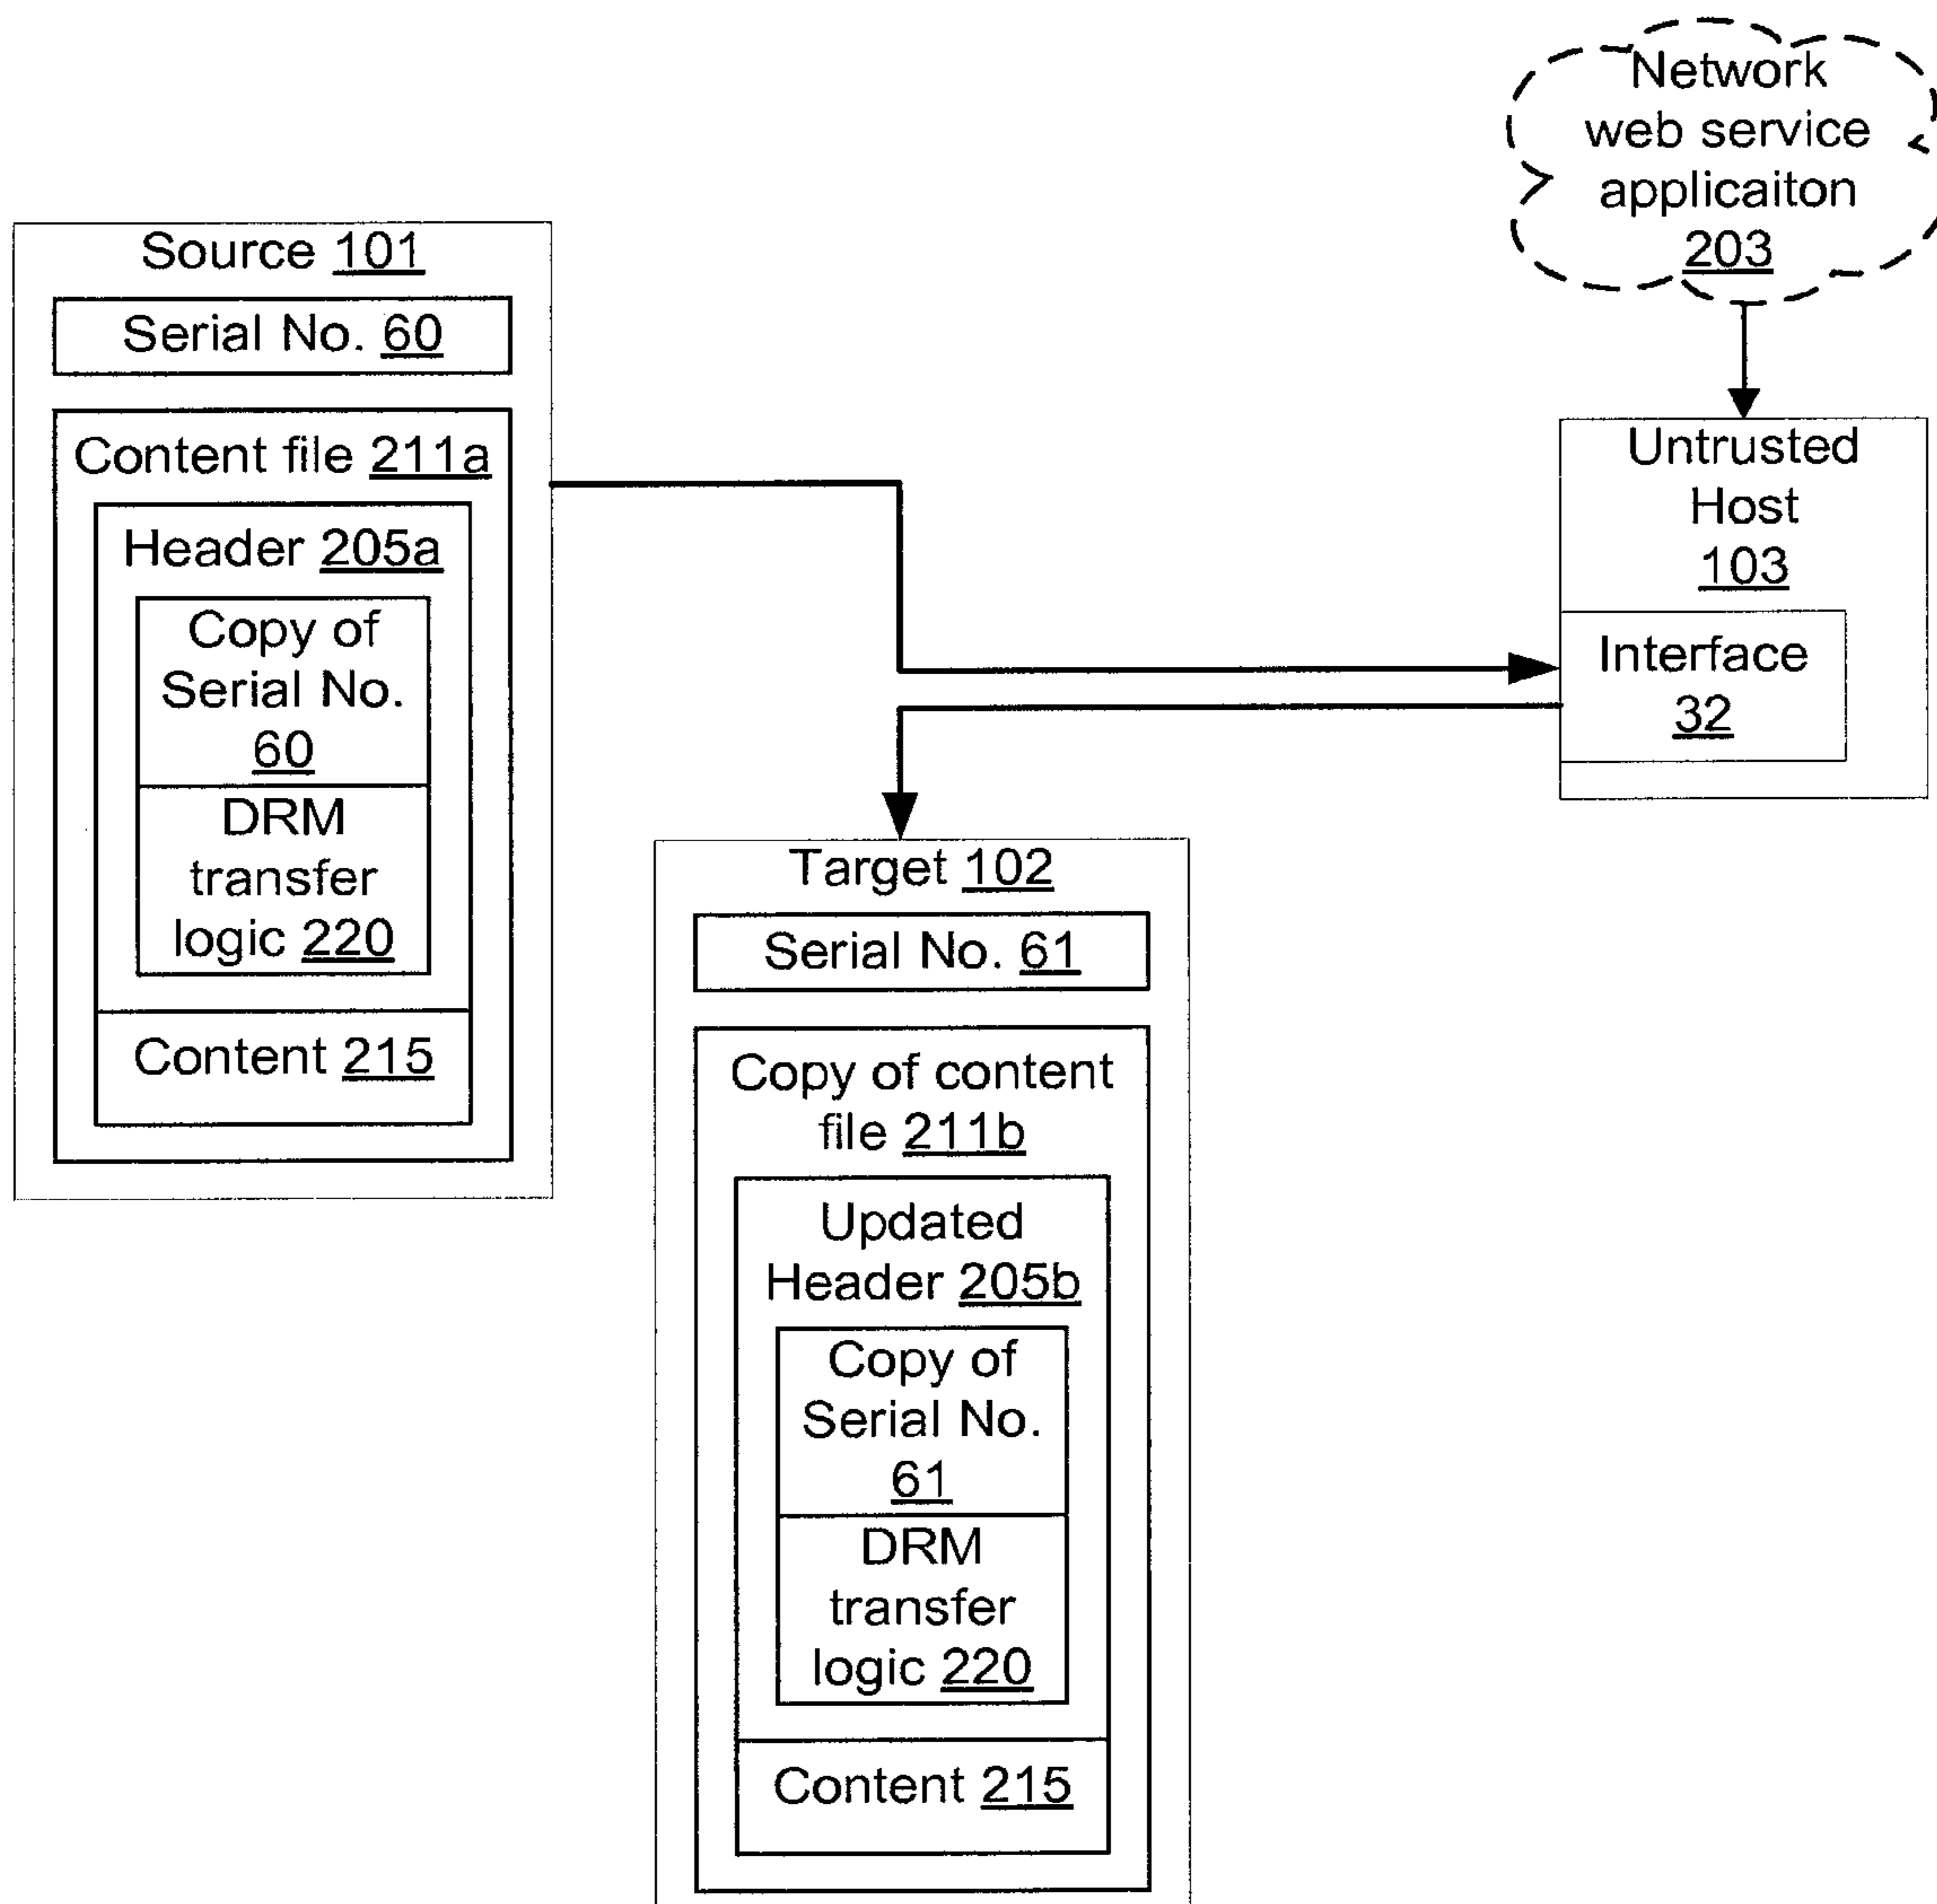 Network
web service
applicaiton
203
Source 101
Serial No. 60
Content file 211a
Header 205a
Copy of
Serial No.
60
DRM
transfer
logic 220
Content 215
Untrusted
Host
103
Interface
32
Target 102
Serial No. 61
Copy of content
file 211b
Updated
Header 205b
Copy of
Serial No.
61
DRM
transfer
logic 220
Content 215